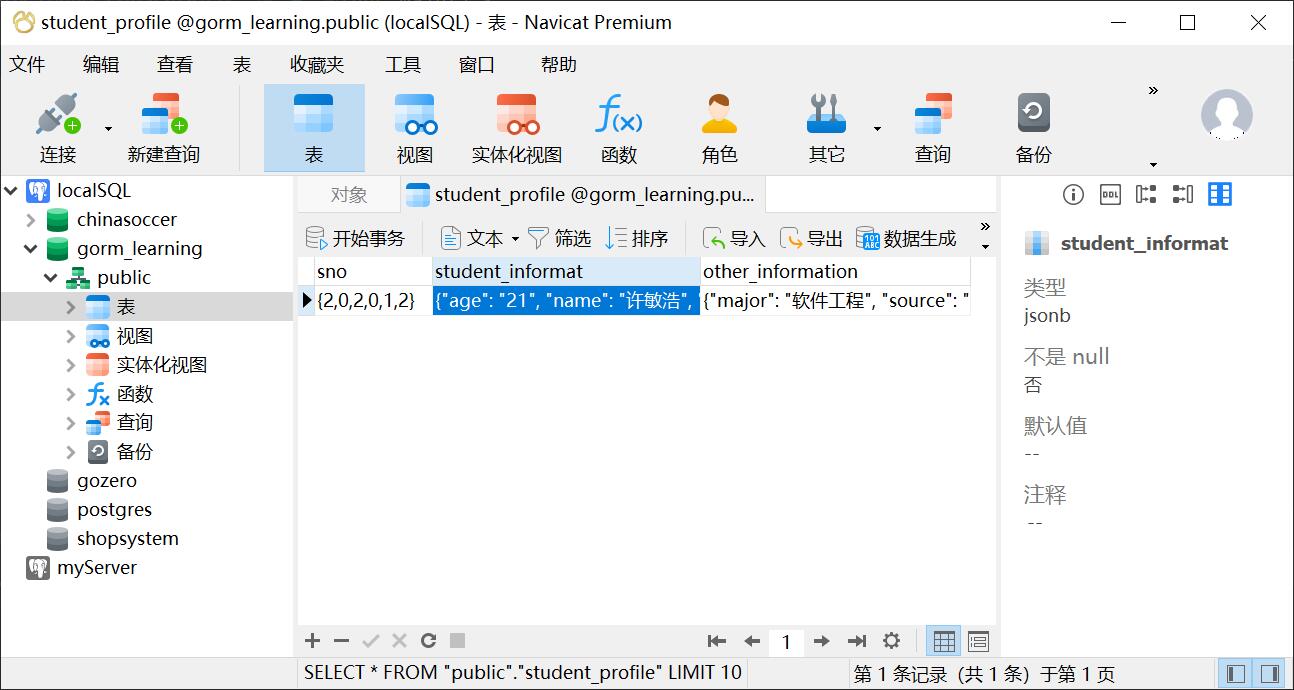 student_profile @gorm_learning.public (localSQL) - 表 - Navicat Premium
文件 编辑 查看 表 收藏夹 工具 窗口 帮助
连接 新建查询 表 视图 实体化视图 函数 角色 其它 查询 备份
localSQL
chinasoccer
gorm_learning
public
表
视图
实体化视图
函数
查询
备份
gozero
postgres
shopsystem
myServer
对象 student_profile @gorm_learning.pu...
开始事务 文本 筛选 排序 导入 导出 数据生成
sno student_informat other_information
{2,0,2,0,1,2} {"age": "21", "name": "许敏浩", {"major": "软件工程", "source": "
1
SELECT * FROM "public"."student_profile" LIMIT 10
第 1 条记录 (共 1 条) 于第 1 页
DDL
student_informat
类型
jsonb
不是 null
否
默认值
--
注释
--